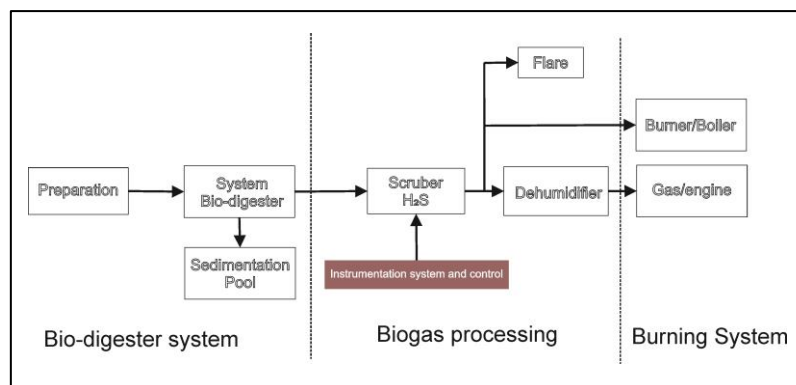 Flare
Burner/Boiler
Preparation
System
Bio-digester
Scruber
H₂S
Dehumidifier
Gas/engine
Sedimentation
Pool
Instrumentation system and control
Bio-digester system
Biogas processing
Burning System